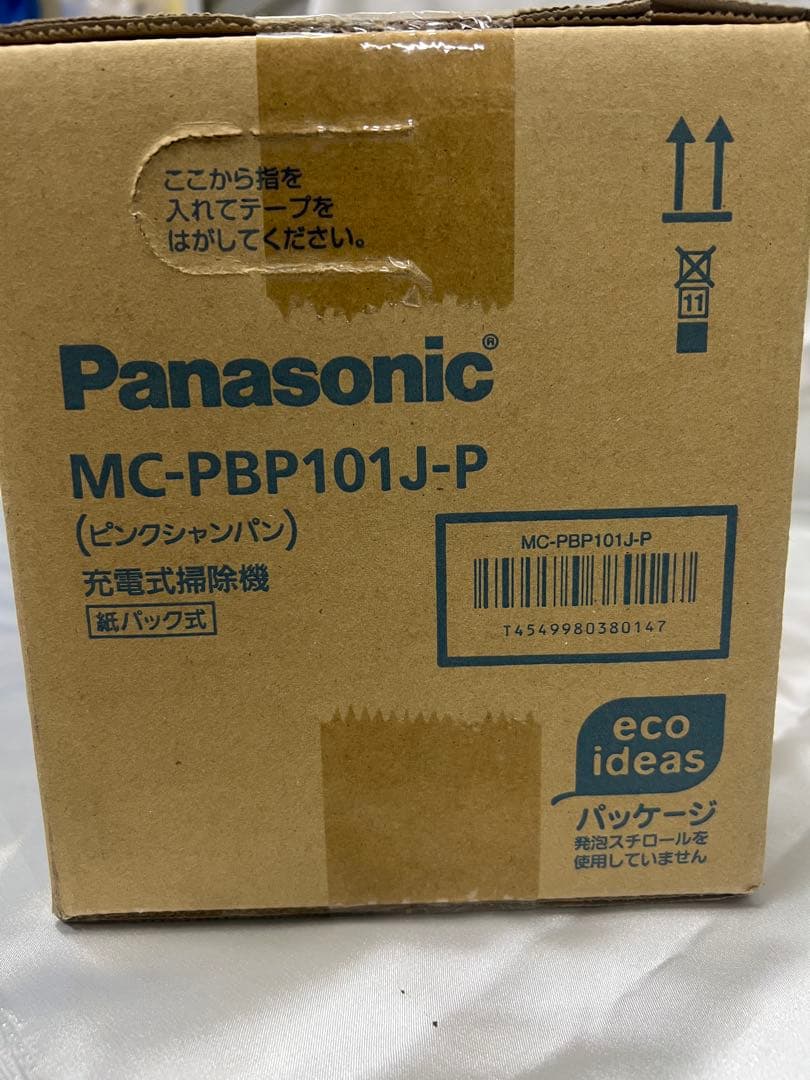 ここから指を
入れてテープを
はがしてください。
11
Panasonic®
MC-PBP101J-P
(ピンクシャンパン)
充電式掃除機
紙パック式
MC-PBP101J-P
T4549980380147
eco
ideas
パッケージ
発泡スチロールを
使用していません